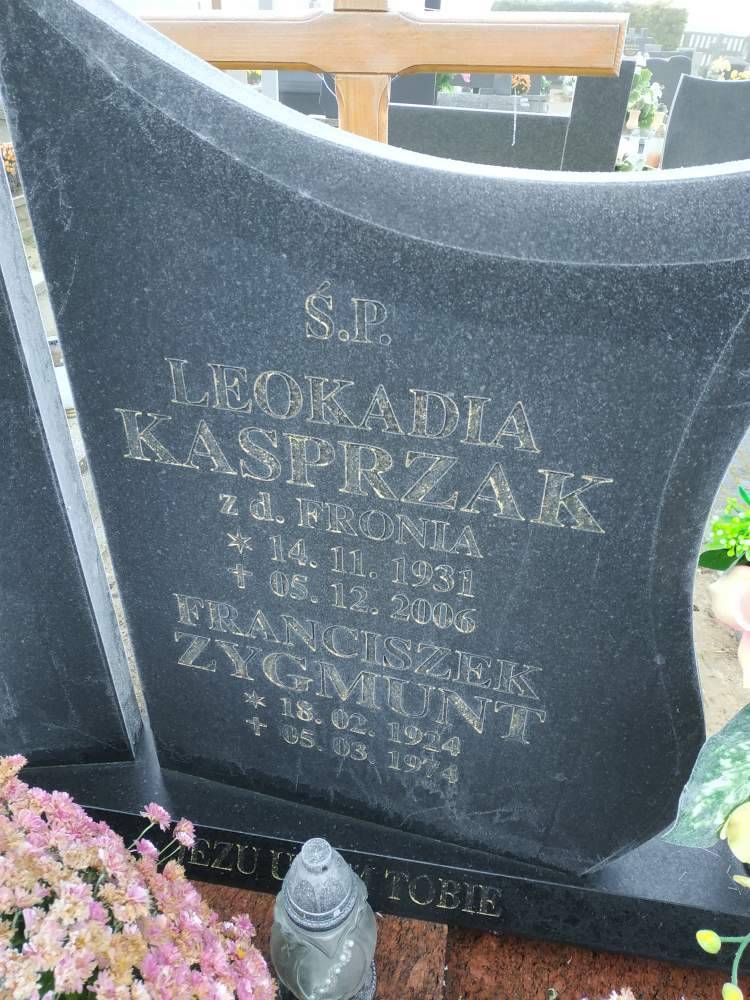 Ś.P.
LEOKADIA
KASPRZAK
z d. FRONIA
* 14. 11. 1931
+ 05. 12. 2006
FRANCISZEK
ZYGMUNT
* 18. 02. 1924
+ 05. 03. 1974
TOBIE